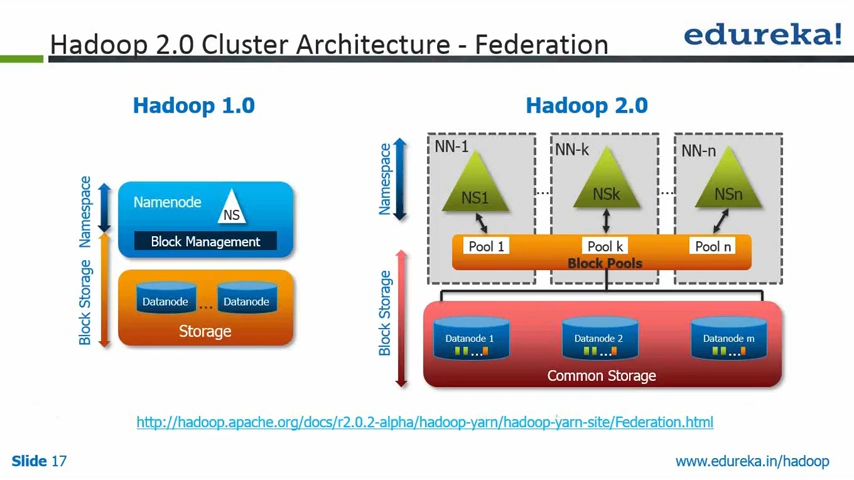 Hadoop 2.0 Cluster Architecture - Federation
edureka!
Hadoop 1.0
Hadoop 2.0
Namespace
Block Storage
Namenode
NS
Block Management
Datanode
...
Datanode
Storage
Namespace
Block Storage
NN-1
NN-k
NN-n
NS1
...
NSk
...
NSn
Pool 1
Pool k
Pool n
Block Pools
Datanode 1
...
Datanode 2
...
Datanode m
...
Common Storage
http://hadoop.apache.org/docs/r2.0.2-alpha/hadoop-yarn/hadoop-yarn-site/Federation.html
Slide 17
www.edureka.in/hadoop